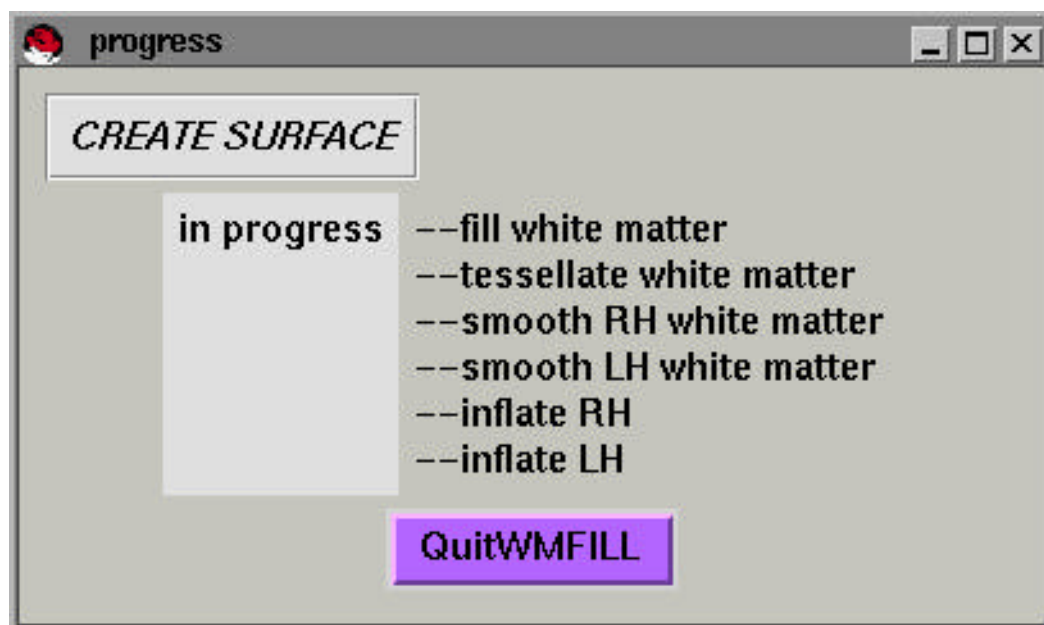 progress
CREATE SURFACE
in progress --fill white matter
--tessellate white matter
--smooth RH white matter
--smooth LH white matter
--inflate RH
--inflate LH
QuitWMFILL